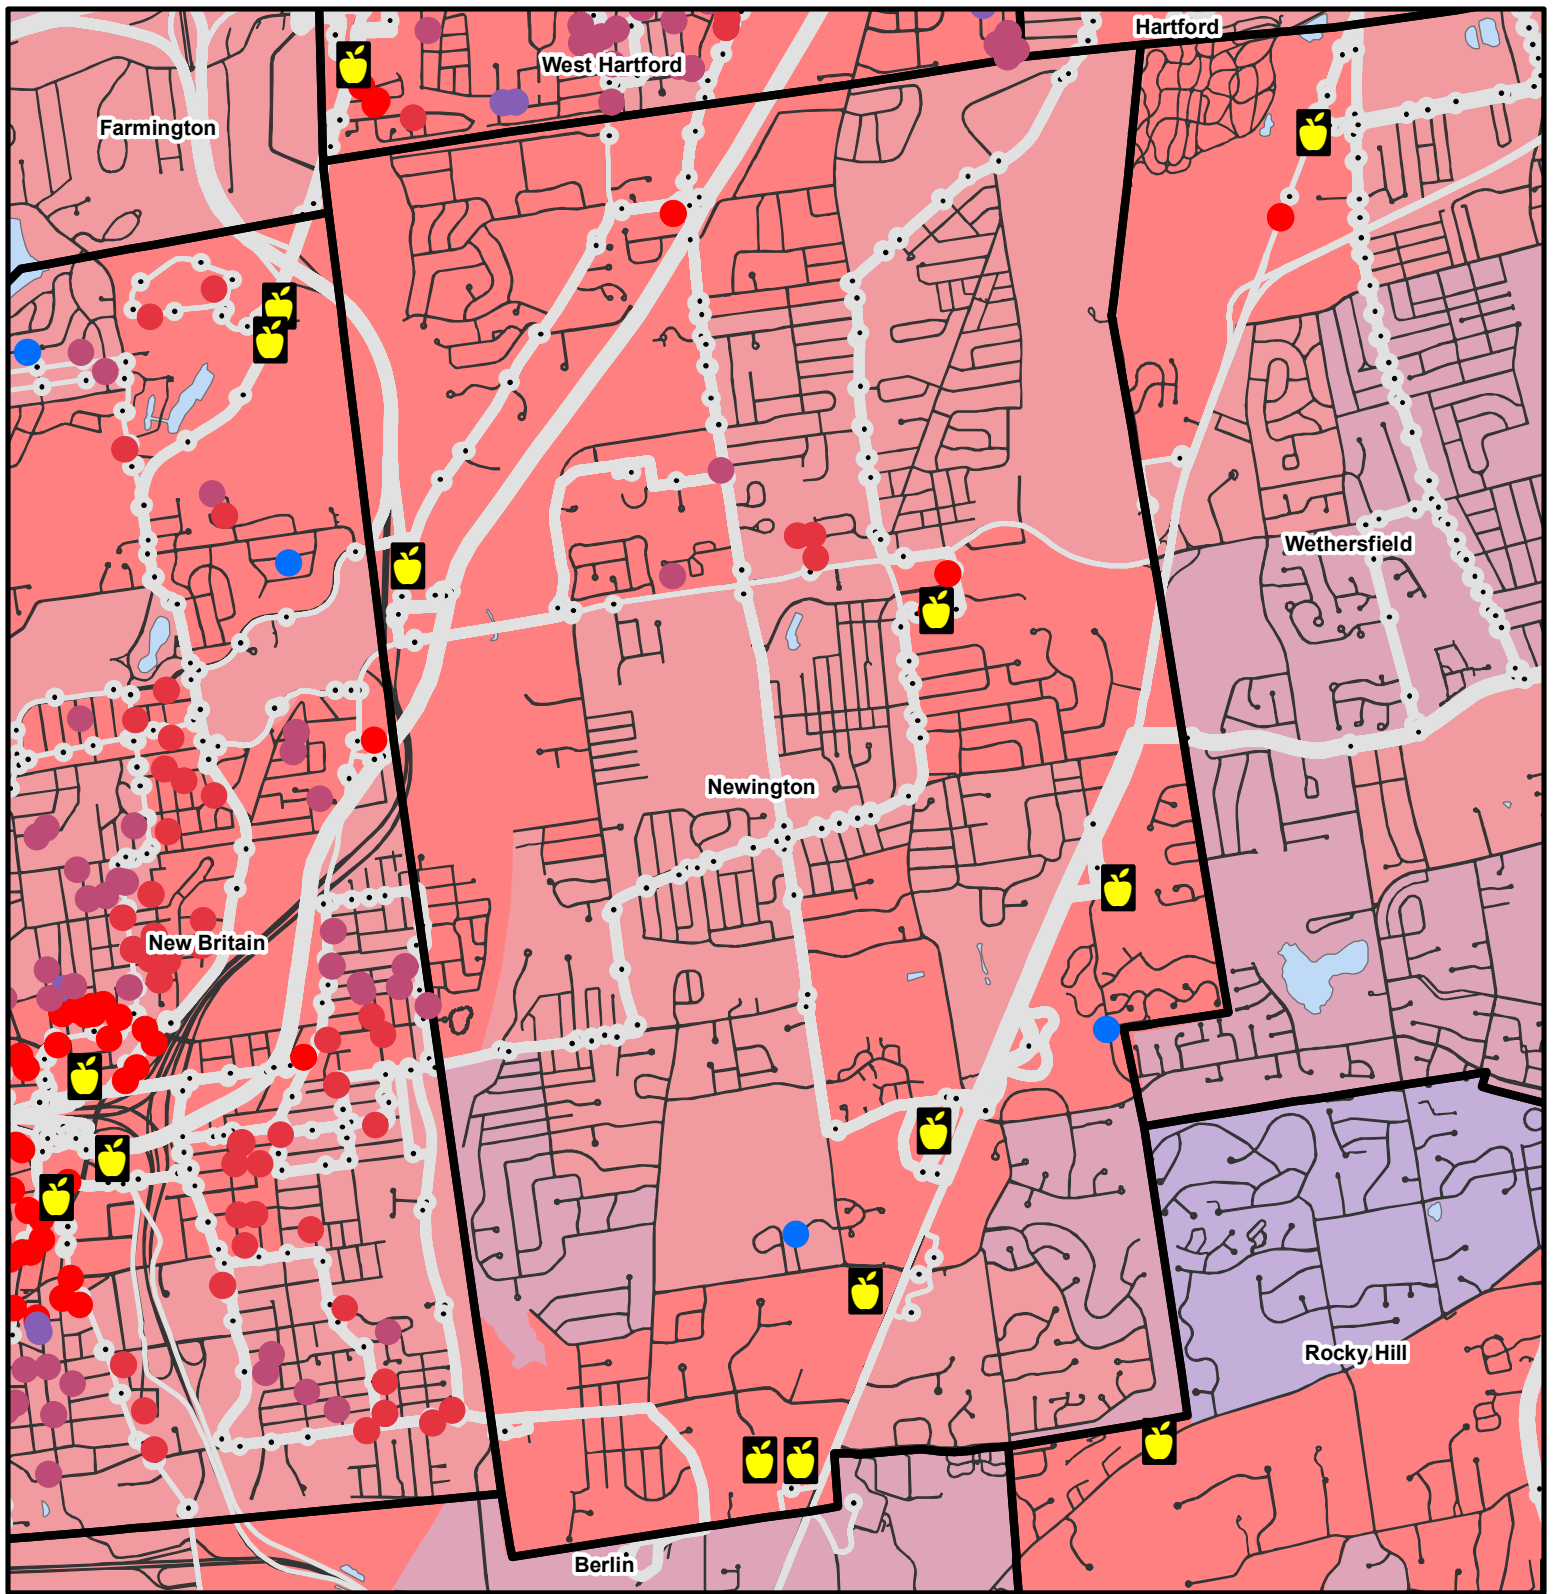 Hartford
West Hartford
Farmington
Wethersfield
Newington
New Britain
Rocky Hill
Berlin